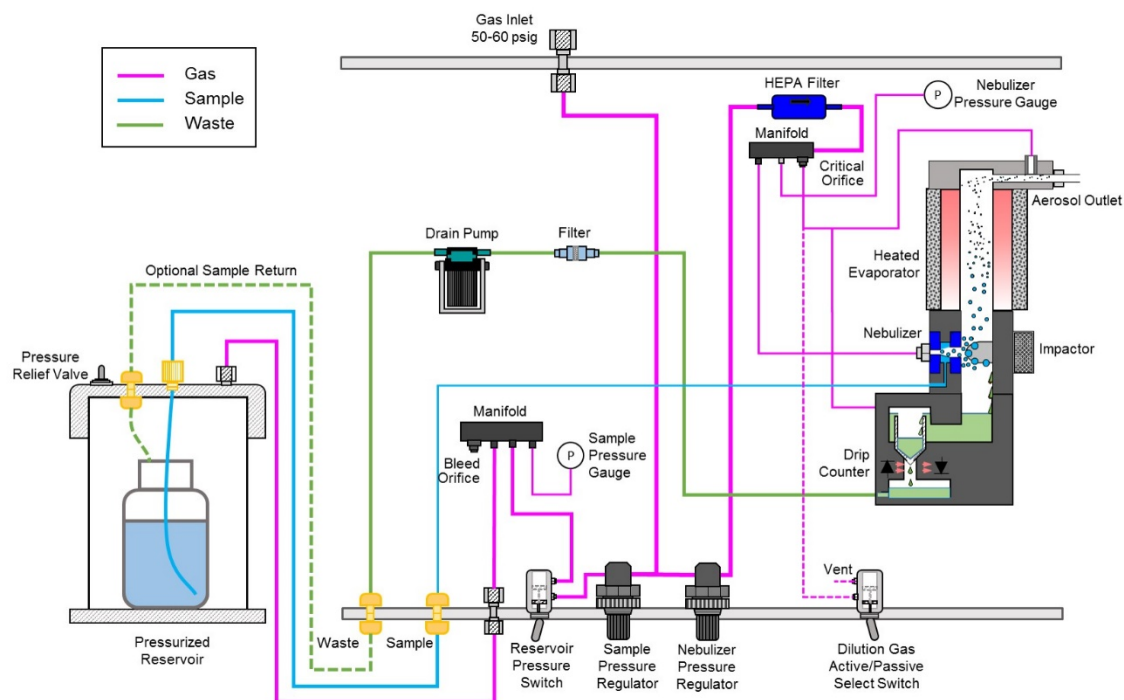 Gas Inlet
50-60 psig
Gas
Sample
Waste
HEPA Filter
Nebulizer
Pressure Gauge
P
Manifold
Critical
Orifice
Aerosol Outlet
Drain Pump
Filter
Heated
Evaporator
Optional Sample Return
Nebulizer
Impactor
Pressure
Relief Valve
Manifold
Sample
Pressure
Gauge
P
Bleed
Orifice
Drip
Counter
Vent
Pressurized
Reservoir
Waste
Sample
Reservoir
Pressure
Switch
Sample
Pressure
Regulator
Nebulizer
Pressure
Regulator
Dilution Gas
Active/Passive
Select Switch